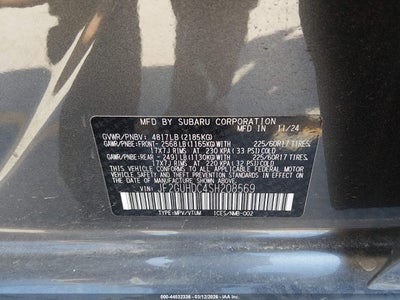 MFD BY SUBARU CORPORATION IN 11/24
GVWR/PNBV: 4817LB (2185KG)
GAWR/PNBE:FRONT- 2568LB(1165KG)WITH 225/60R17 TIRES,
17X7J RIMS AT 230 KPA (33 PSI)COLD
GAWR/PNBE:REAR -2491LB(1130KG)WITH 225/60R17 TIRES,
17X7J RIMS AT 220 KPA (32 PSI)COLD
THIS VEHICLE CONFORMS TO ALL APPLICABLE FEDERAL MOTOR
VEHICLE SAFETY, BUMPER, AND THEFT PREVENTION STANDARDS IN
EFFECT ON THE DATE OF MANUFACTURE SHOWN ABOVE.
VIN : JF2GUHDC4SH208569
TYPE:MPV/VTUM ICES/NMB-002
000-44532336 - 03/12/2026 - IAA